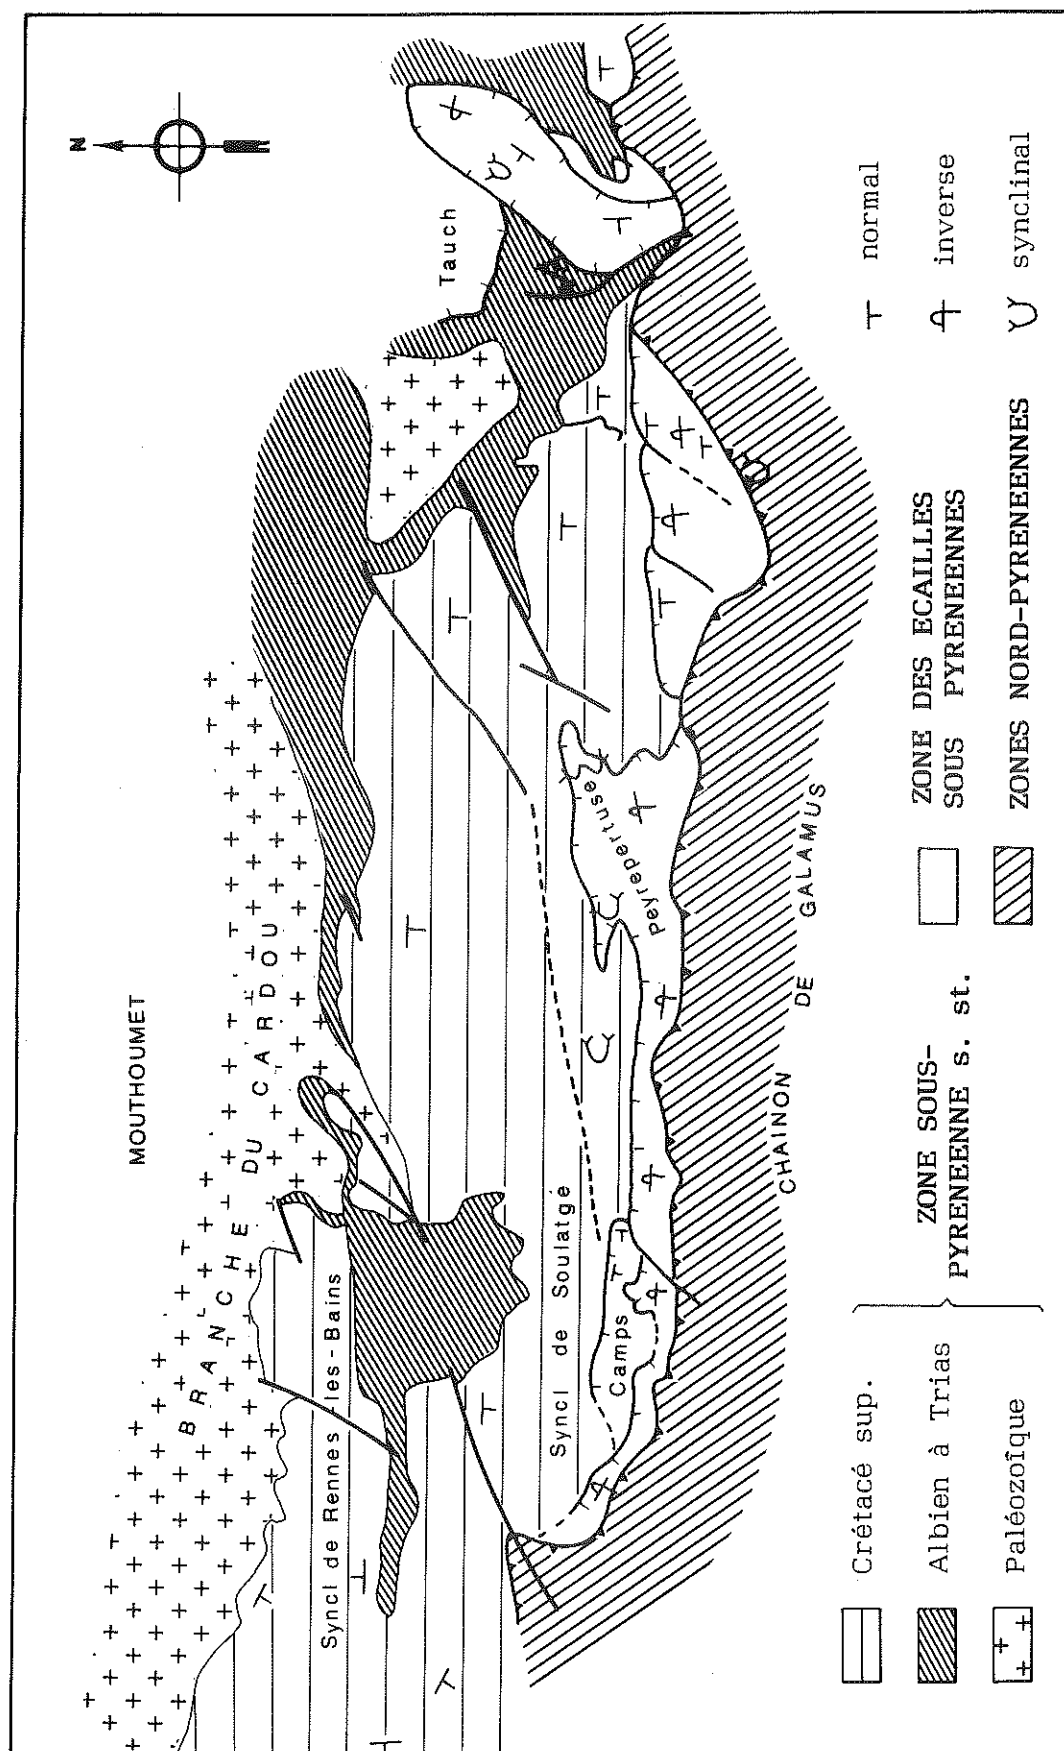 N
MOUTHOUMET
BRANCHE DU CARDOU
Tauch
Syncl de Rennes les-Bains
Syncl de Soulatge
Camps
Peyrepertuse
CHAINON DE GALAMUS
Crétacé sup.
Albien à Trias
Paléozoïque
ZONE SOUS-
PYRENEENNE s. st.
ZONE DES ECAILLES
SOUS PYRENEENNES
ZONES NORD-PYRENEENNES
normal
inverse
synclinal